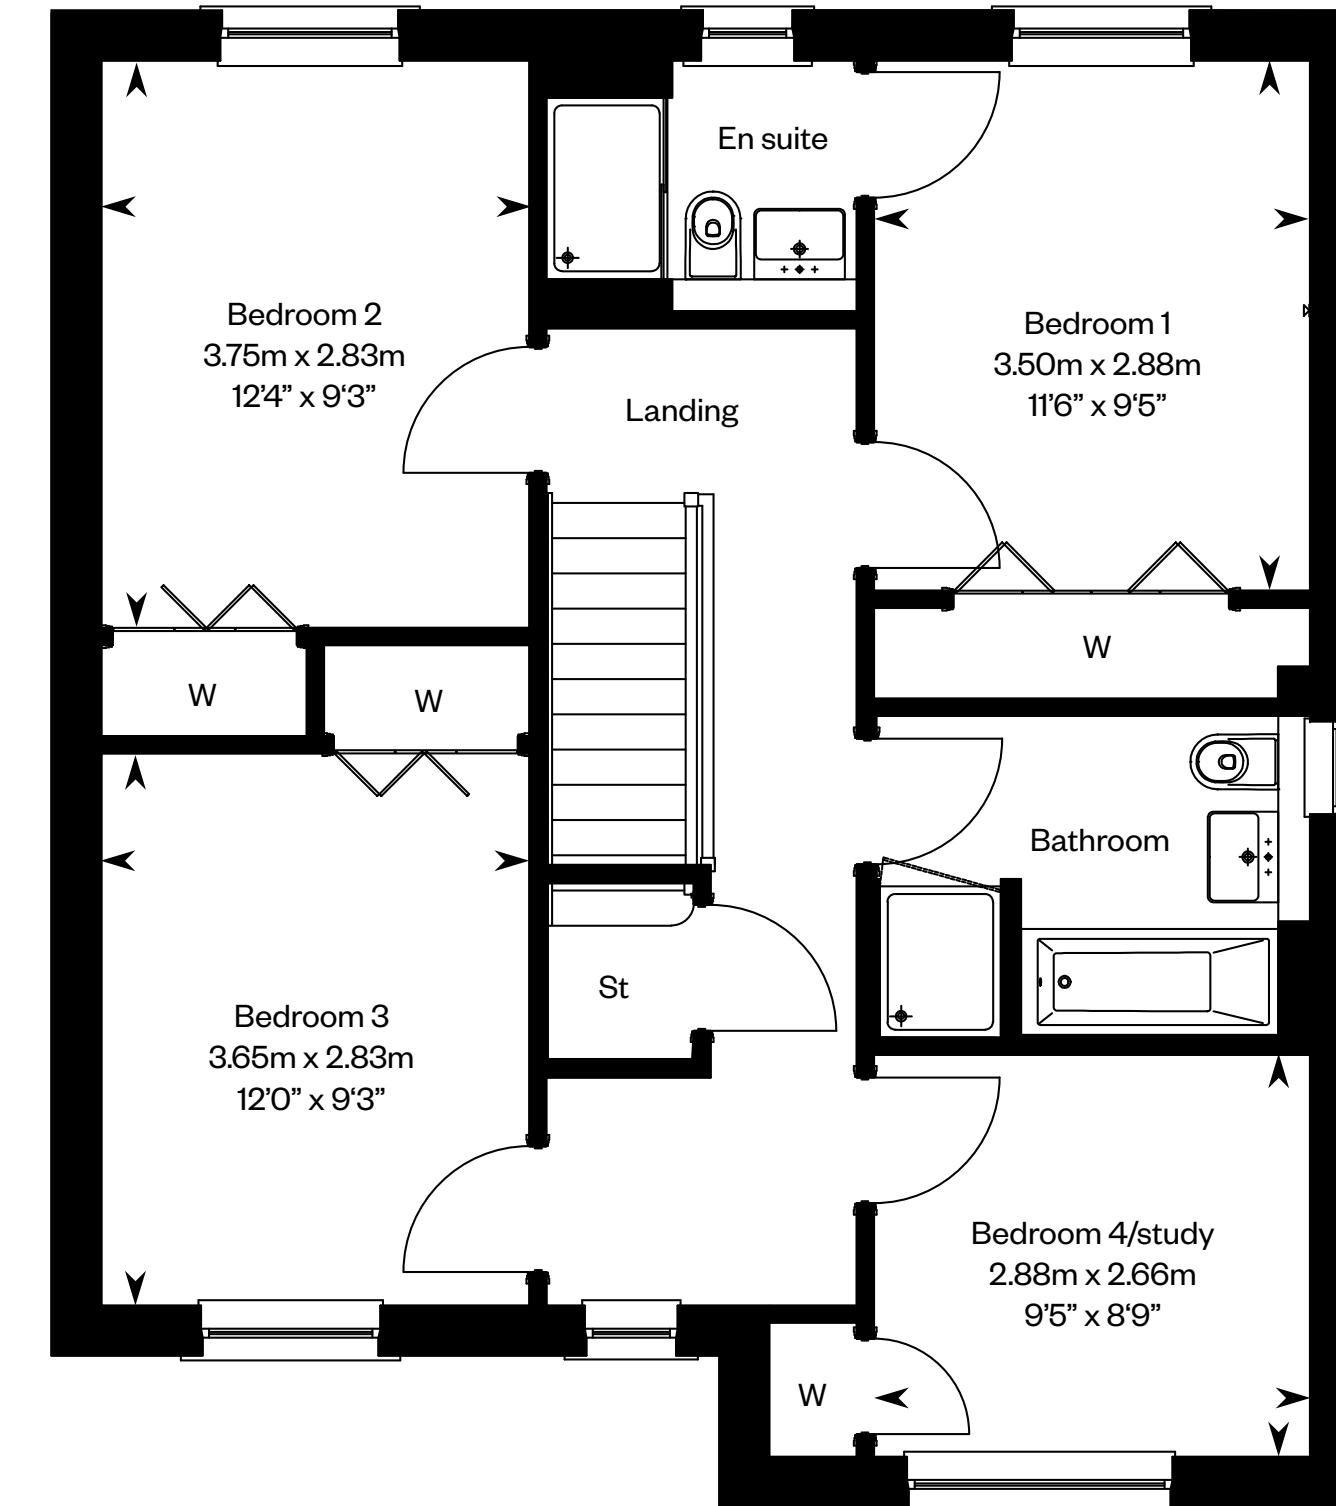 En suite
Bedroom 2
3.75m x 2.83m
12’4” x 9‘3”
Bedroom 1
3.50m x 2.88m
11’6” x 9‘5”
Landing
W
W
W
Bathroom
St
Bedroom 3
3.65m x 2.83m
12’0” x 9‘3”
Bedroom 4/study
2.88m x 2.66m
9’5” x 8‘9”
W